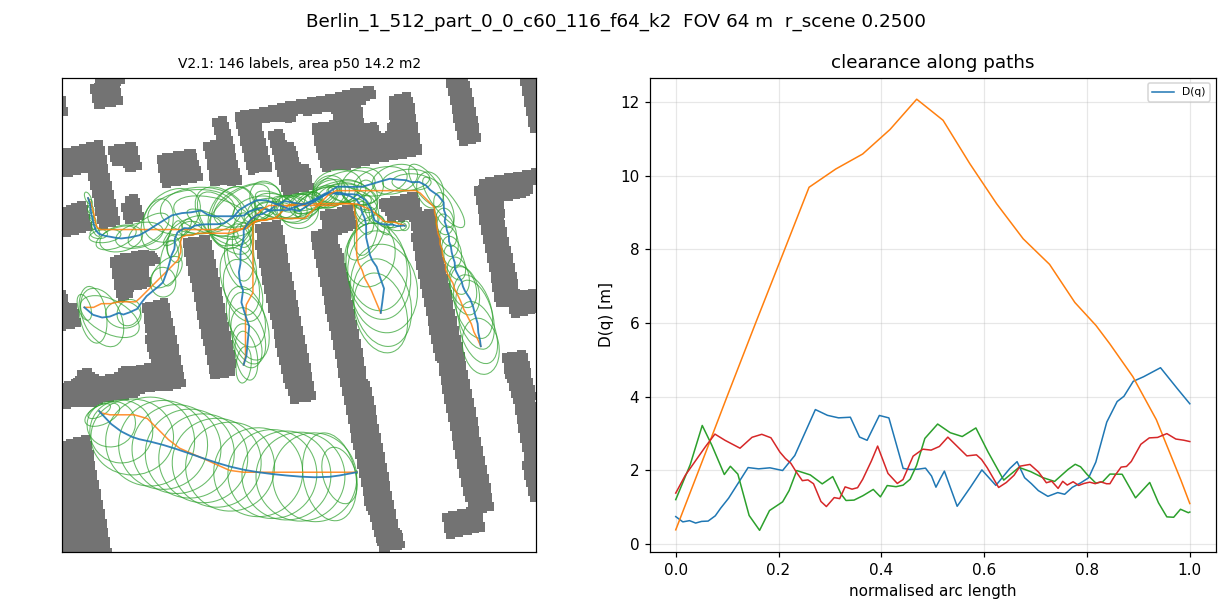 Berlin_1_512_part_0_0_c60_116_f64_k2 FOV 64 m r_scene 0.2500
V2.1: 146 labels, area p50 14.2 m2
clearance along paths
D(q)
12
10
8
6
4
2
0
D(q) [m]
0.0 0.2 0.4 0.6 0.8 1.0
normalised arc length